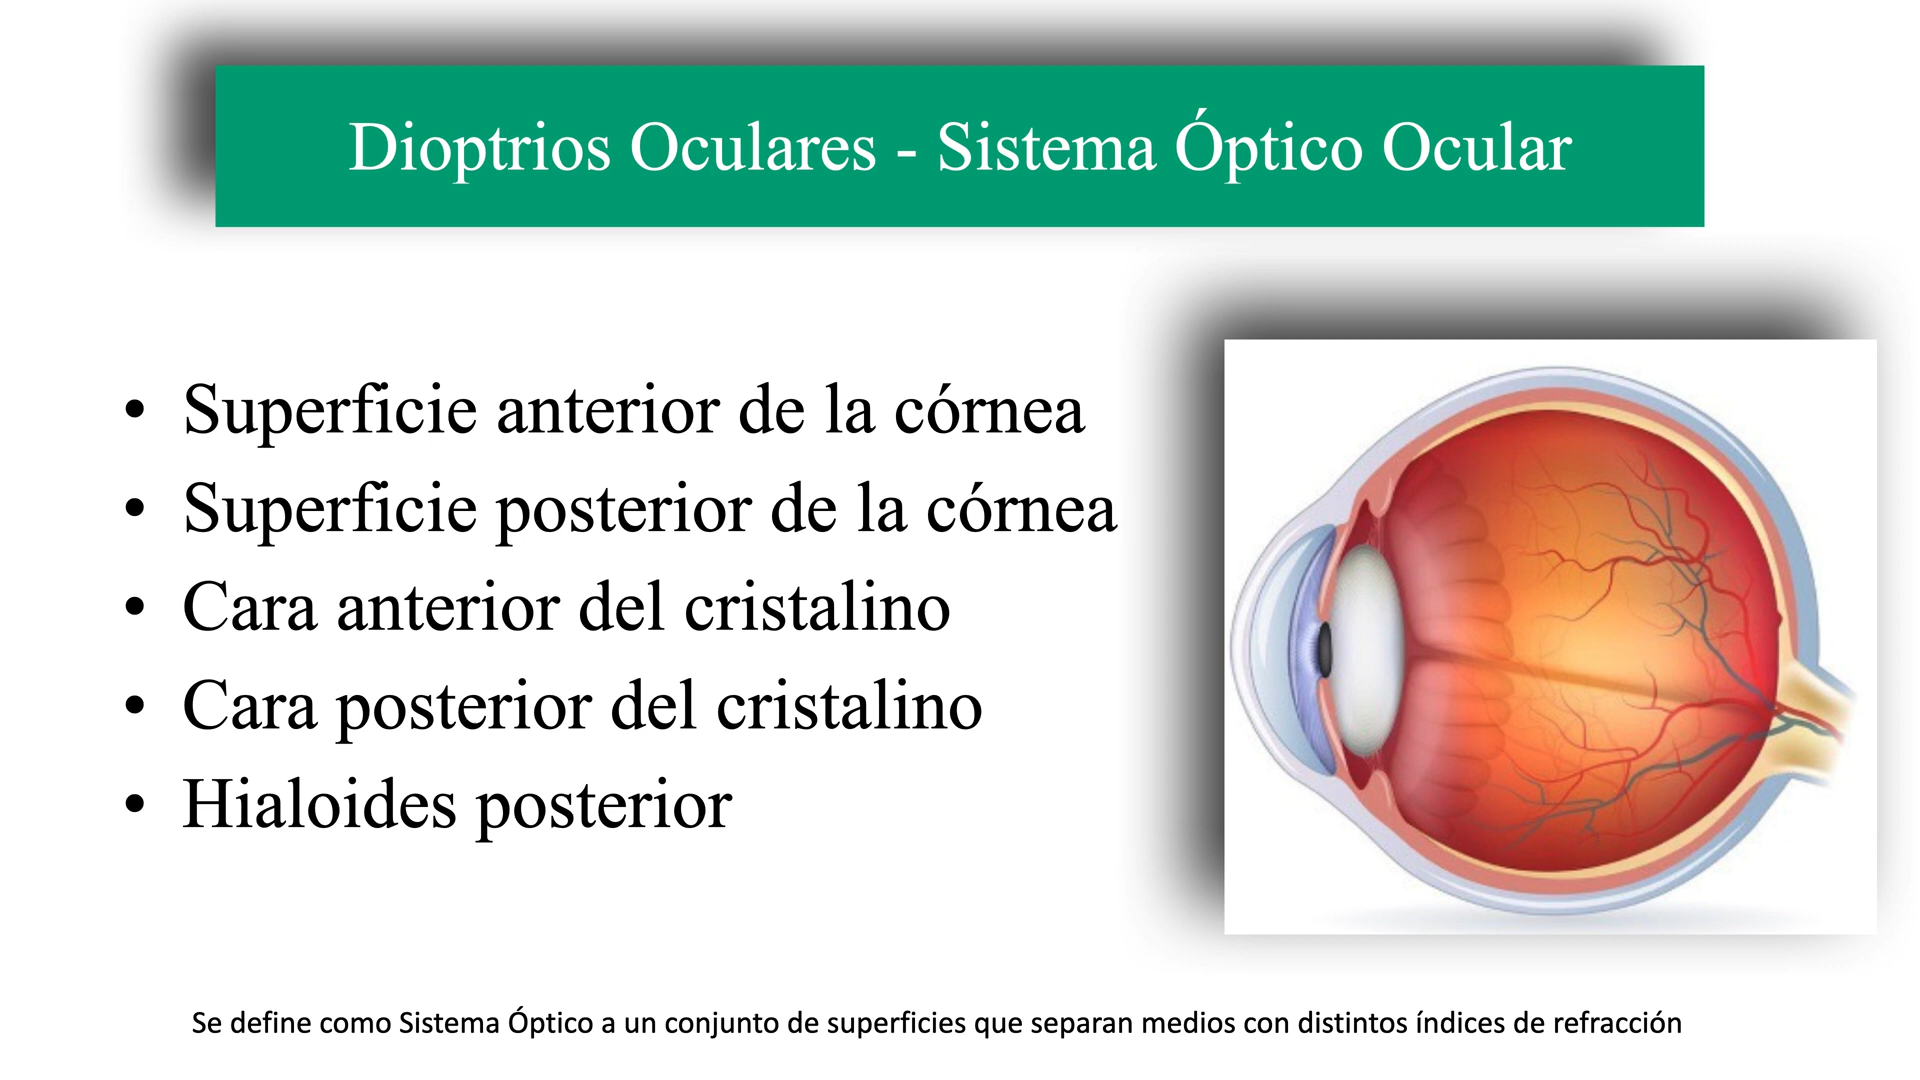 Dioptrios Oculares - Sistema Óptico Ocular
• Superficie anterior de la córnea
• Superficie posterior de la córnea
• Cara anterior del cristalino
• Cara posterior del cristalino
• Hialoides posterior
Se define como Sistema Óptico a un conjunto de superficies que separan medios con distintos índices de refracción